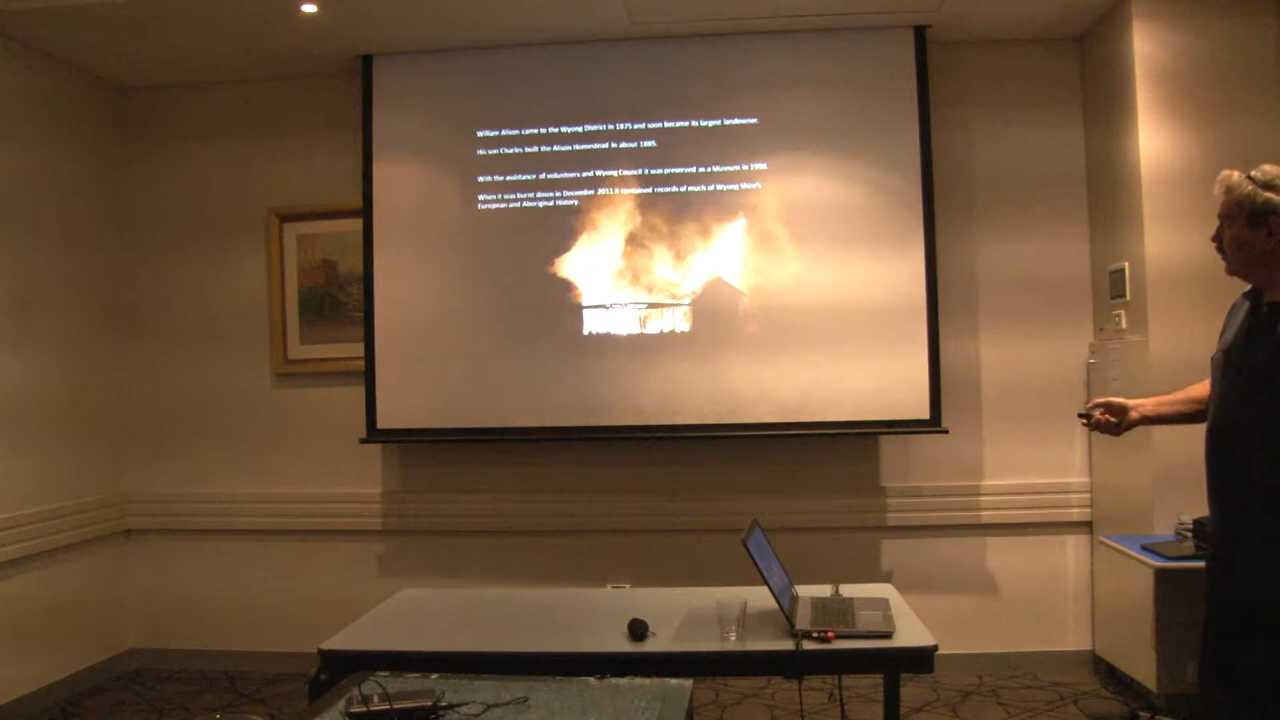 William Alison came to the Wyong District in 1875 and soon became its largest landowner.
His son Charles built the Alison Homestead in about 1885.
With the assistance of volunteers and Wyong Council it was preserved as a Museum in 1998.
When it was burnt down in December 2011 it contained records of much of Wyong Shire's
European and Aboriginal History.